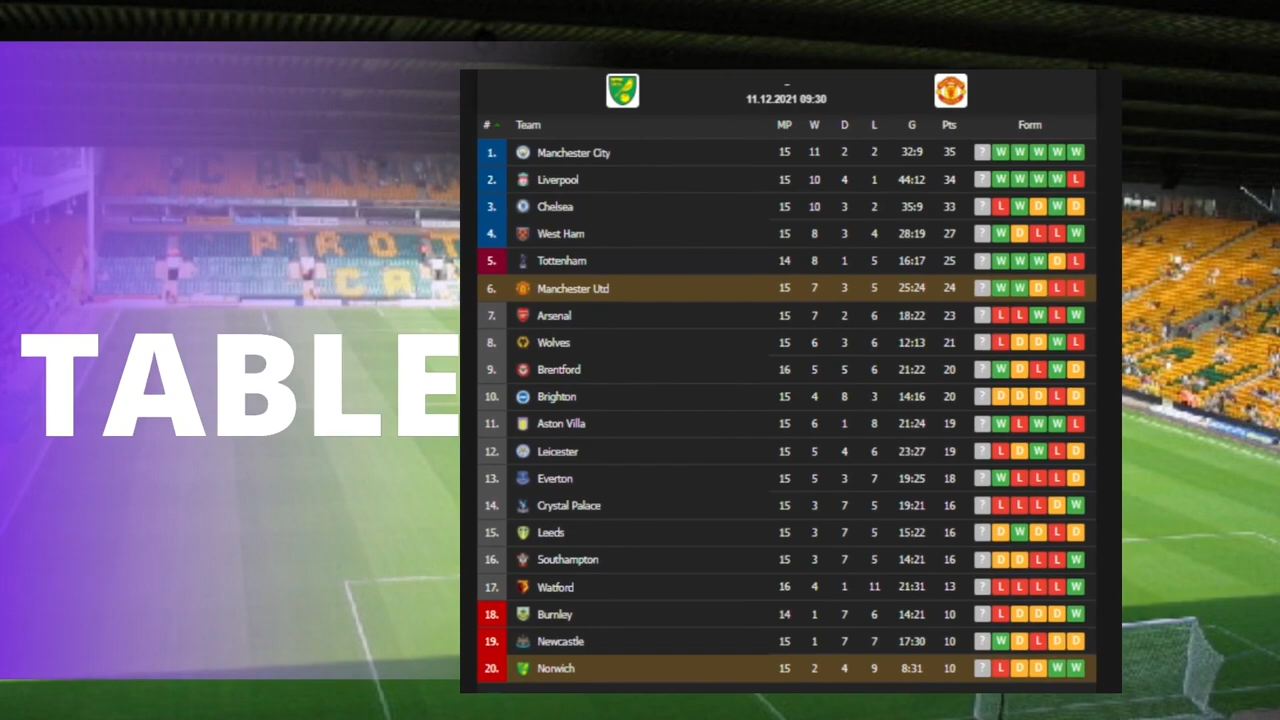 –
11.12.2021 09:30
# Team MP W D L G Pts Form
1. Manchester City 15 11 2 2 32:9 35 ? W W W W W
2. Liverpool 15 10 4 1 44:12 34 ? W W W W L
3. Chelsea 15 10 3 2 35:9 33 ? L W D W D
4. West Ham 15 8 3 4 28:19 27 ? W D L L W
5. Tottenham 14 8 1 5 16:17 25 ? W W W D L
6. Manchester Utd 15 7 3 5 25:24 24 ? W W D L L
7. Arsenal 15 7 2 6 18:22 23 ? L L W L W
8. Wolves 15 6 3 6 12:13 21 ? L D D W L
9. Brentford 16 5 5 6 21:22 20 ? W D L W D
10. Brighton 15 4 8 3 14:16 20 ? D D D L D
11. Aston Villa 15 6 1 8 21:24 19 ? W L W W L
12. Leicester 15 5 4 6 23:27 19 ? L D W L D
13. Everton 15 5 3 7 19:25 18 ? W L L L D
14. Crystal Palace 15 3 7 5 19:21 16 ? L L L D W
15. Leeds 15 3 7 5 15:22 16 ? D W D L D
16. Southampton 15 3 7 5 14:21 16 ? D D L L W
17. Watford 16 4 1 11 21:31 13 ? L L L L W
18. Burnley 14 1 7 6 14:21 10 ? L D D D W
19. Newcastle 15 1 7 7 17:30 10 ? W D L D D
20. Norwich 15 2 4 9 8:31 10 ? L D D W W
TABLE